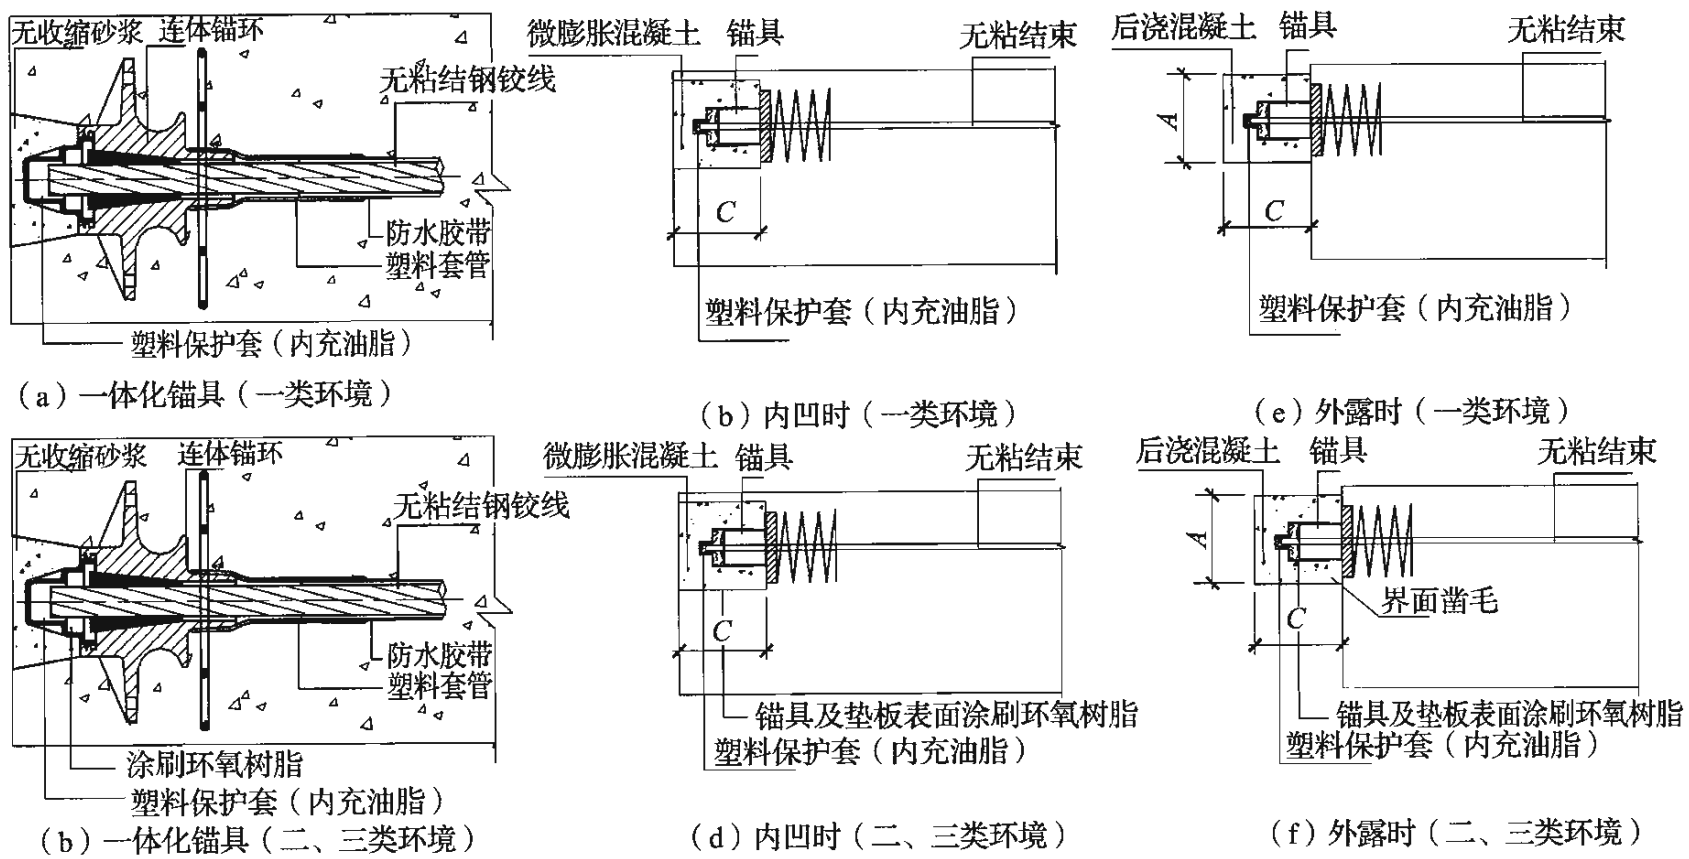 无收缩砂浆
连体锚环
无粘结钢铰线
防水胶带
塑料套管
塑料保护套（内充油脂）
（a）一体化锚具（一类环境）
微膨胀混凝土
锚具
无粘结束
C
塑料保护套（内充油脂）
（b）内凹时（一类环境）
后浇混凝土
锚具
无粘结束
A
C
塑料保护套（内充油脂）
（e）外露时（一类环境）
无收缩砂浆
连体锚环
无粘结钢铰线
防水胶带
塑料套管
涂刷环氧树脂
塑料保护套（内充油脂）
（b）一体化锚具（二、三类环境）
微膨胀混凝土
锚具
无粘结束
C
锚具及垫板表面涂刷环氧树脂
塑料保护套（内充油脂）
（d）内凹时（二、三类环境）
后浇混凝土
锚具
无粘结束
A
界面凿毛
C
锚具及垫板表面涂刷环氧树脂
塑料保护套（内充油脂）
（f）外露时（二、三类环境）